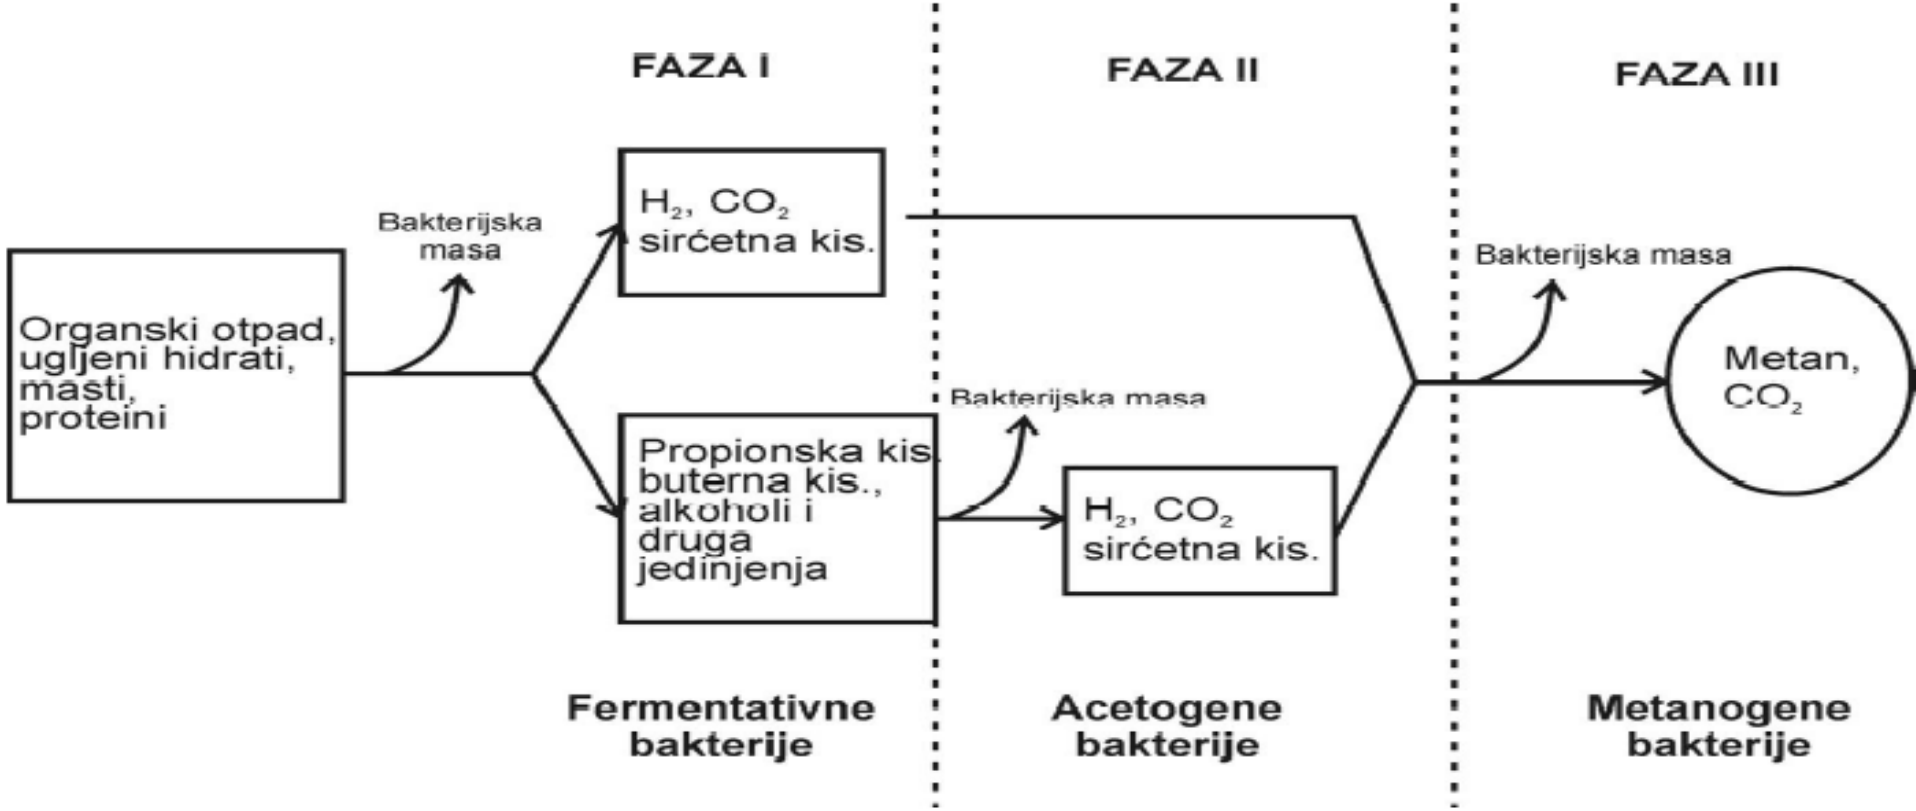 FAZA I
FAZA II
FAZA III
Organski otpad,
ugljeni hidrati,
masti,
proteini
Bakterijska
masa
H₂, CO₂
sirćetna kis.
Propionska kis.
buterna kis.,
alkoholi i
druga
jedinjenja
Bakterijska masa
H₂, CO₂
sirćetna kis.
Bakterijska masa
Metan,
CO₂
Fermentativne
bakterije
Acetogene
bakterije
Metanogene
bakterije